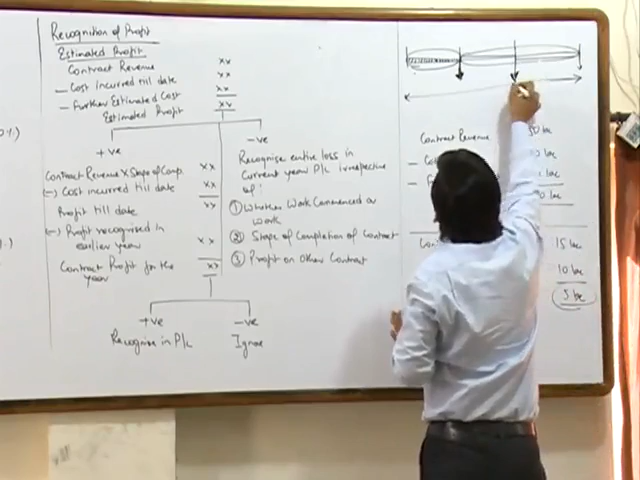 Recognition of Profit
Estimated Profit
Contract Revenue xx
- Cost incurred till date xx
- Further Estimated Cost xx
Estimated Profit xx
+ve
Contract Revenue x Stage of Comp. xx
(-) Cost incurred till date xx
Profit till date xx
(-) Profit recognised in
earlier year xx
Contract Profit for the xx
year
+ve -ve
Recognise in P/L Ignore
-ve
Recognise entire loss in
Current year P/L irrespective
of:
① Whether Work Commenced or
Work
② Stage of Completion of Contract
③ Profit on Other Contract
Contract Revenue 50 lac
15 lac
10 lac
5 lac